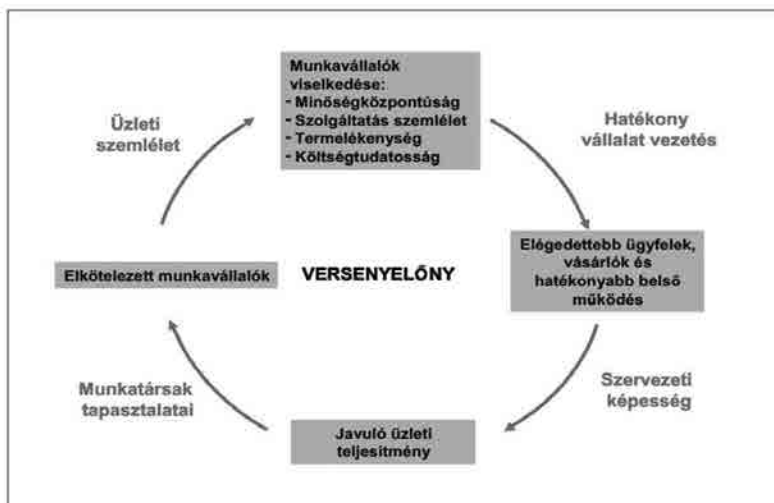 Munkavállalók
viselkedése:
- Minőségközpontúság
- Szolgáltatás szemlélet
- Termelékenység
- Költségtudatosság
Üzleti
szemlélet
Hatékony
vállalat vezetés
Elkötelezett munkavállalók
VERSENYELŐNY
Elégedettebb ügyfelek,
vásárlók és
hatékonyabb belső
működés
Munkatársak
tapasztalatai
Szervezeti
képesség
Javuló üzleti
teljesítmény